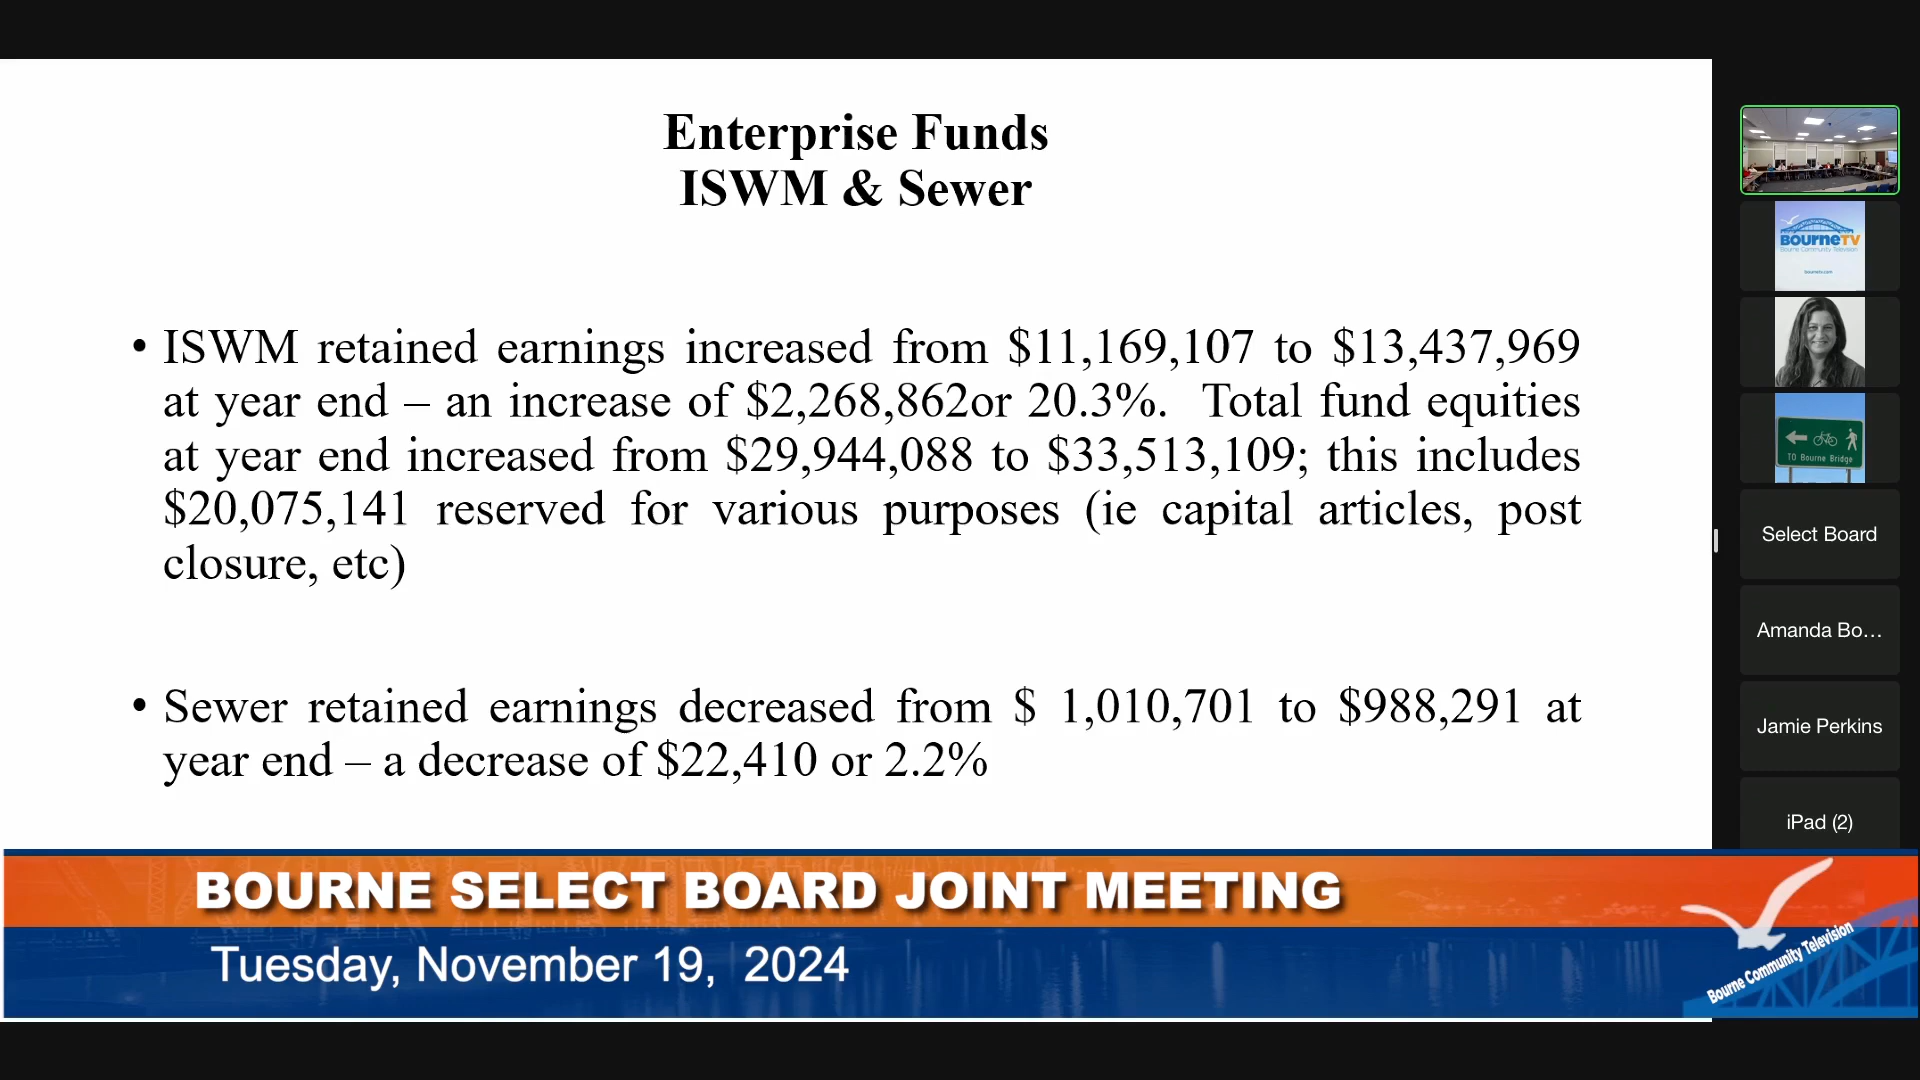 Enterprise Funds
ISWM & Sewer
• ISWM retained earnings increased from $11,169,107 to $13,437,969
at year end – an increase of $2,268,862or 20.3%. Total fund equities
at year end increased from $29,944,088 to $33,513,109; this includes
$20,075,141 reserved for various purposes (ie capital articles, post
closure, etc)
• Sewer retained earnings decreased from $ 1,010,701 to $988,291 at
year end – a decrease of $22,410 or 2.2%
BOURNETV
Bourne Community Television
TO Bourne Bridge
Select Board
Amanda Bo...
Jamie Perkins
iPad (2)
BOURNE SELECT BOARD JOINT MEETING
Tuesday, November 19, 2024
Bourne Community Television